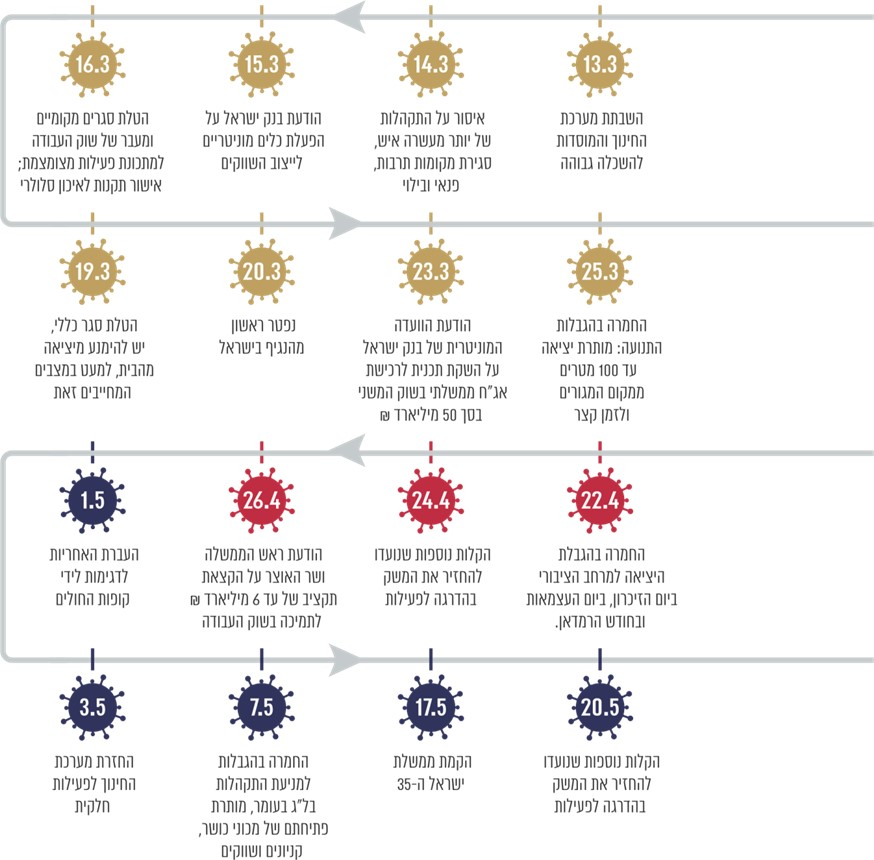 13.3
השבתת מערכת
החינוך והמוסדות
להשכלה גבוהה
14.3
איסור על התקהלות
של יותר מעשרה איש,
סגירת מקומות תרבות,
פנאי ובילוי
15.3
הודעת בנק ישראל על
הפעלת כלים מוניטריים
לייצוב השווקים
16.3
הטלת סגרים מקומיים
ומעבר של שוק העבודה
למתכונת פעילות מצומצמת;
אישור תקנות לאיכון סלולרי
19.3
הטלת סגר כללי,
יש להימנע מיציאה
מהבית, למעט במצבים
המחייבים זאת
20.3
נפטר ראשון
מהנגיף בישראל
23.3
הודעת הוועדה
המוניטרית של בנק ישראל
על השקת תכנית לרכישת
אג"ח ממשלתי בשוק המשני
בסך 50 מיליארד ₪
25.3
החמרה בהגבלות
התנועה: מותרת יציאה
עד 100 מטרים
ממקום המגורים
ולזמן קצר
22.4
החמרה בהגבלת
היציאה למרחב הציבורי
ביום הזיכרון, ביום העצמאות
ובחודש הרמדאן.
24.4
הקלות נוספות שנועדו
להחזיר את המשק
בהדרגה לפעילות
26.4
הודעת ראש הממשלה
ושר האוצר על הקצאת
תקציב של עד 6 מיליארד ₪
לתמיכה בשוק העבודה
1.5
העברת האחריות
לדגימות לידי
קופות החולים
3.5
החזרת מערכת
החינוך לפעילות
חלקית
7.5
החמרה בהגבלות
למניעת התקהלות
בל"ג בעומר, מותרת
פתיחתם של מכוני כושר,
קניונים ושווקים
17.5
הקמת ממשלת
ישראל ה-35
20.5
הקלות נוספות שנועדו
להחזיר את המשק
בהדרגה לפעילות